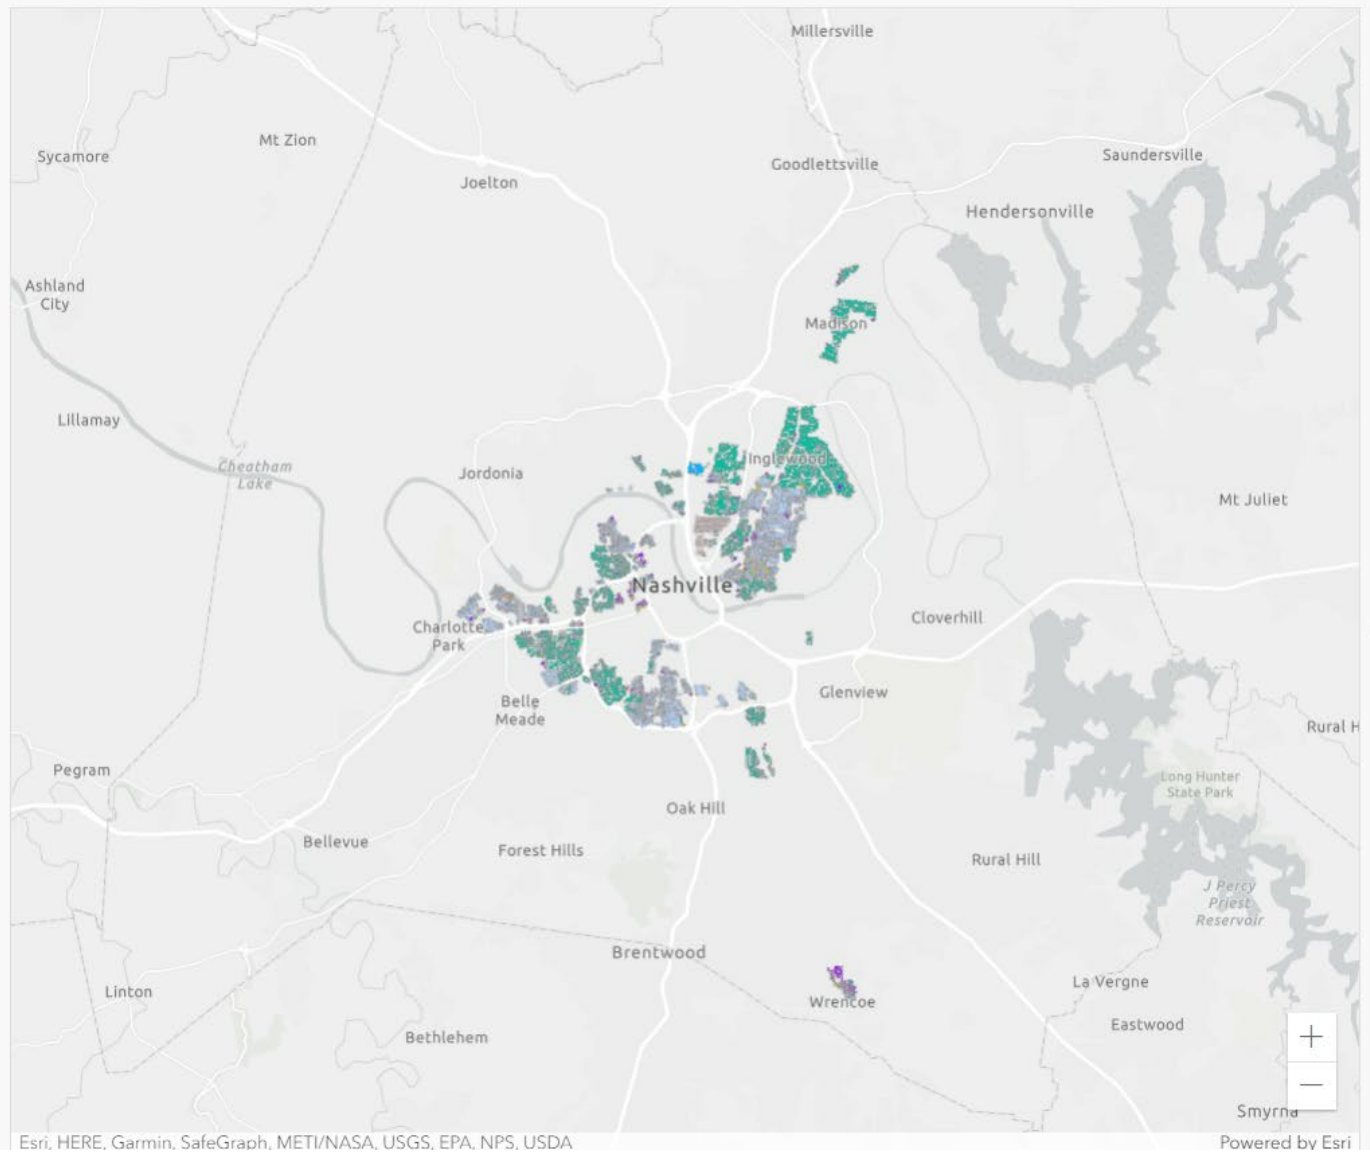 Millersville
Mt Zion
Sycamore
Joelton
Goodlettsville
Saundersville
Hendersonville
Ashland
City
Madison
Lillamay
Cheatham
Lake
Jordonia
Inglewood
Mt Juliet
Nashville
Charlotte
Park
Cloverhill
Belle
Meade
Glenview
Rural H
Pegram
Long Hunter
State Park
Oak Hill
Bellevue
Forest Hills
Rural Hill
J Percy
Priest
Reservoir
Brentwood
Linton
Wrencoe
La Vergne
Bethlehem
Eastwood
+
−
Smyrna
Esri, HERE, Garmin, SafeGraph, METI/NASA, USGS, EPA, NPS, USDA
Powered by Esri